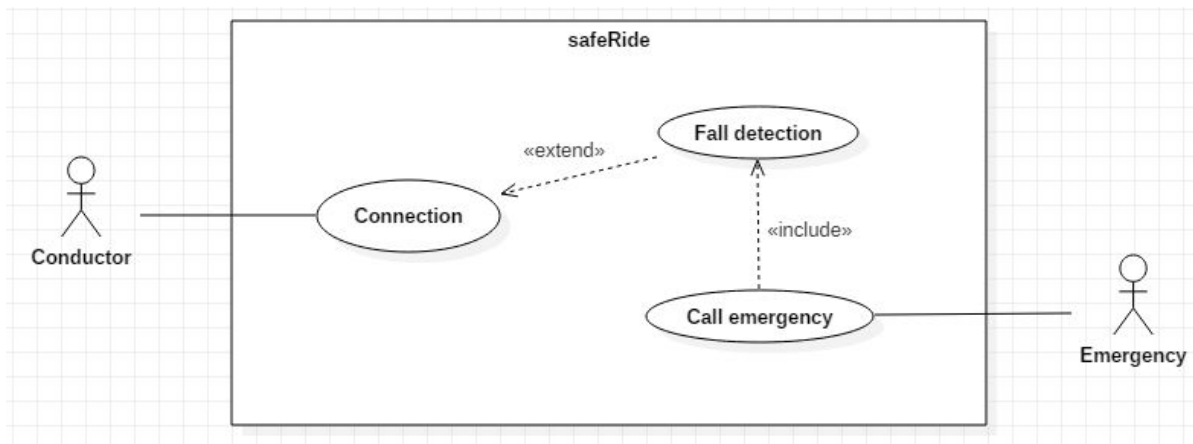 safeRide
Fall detection
«extend»
Connection
«include»
Conductor
Call emergency
Emergency